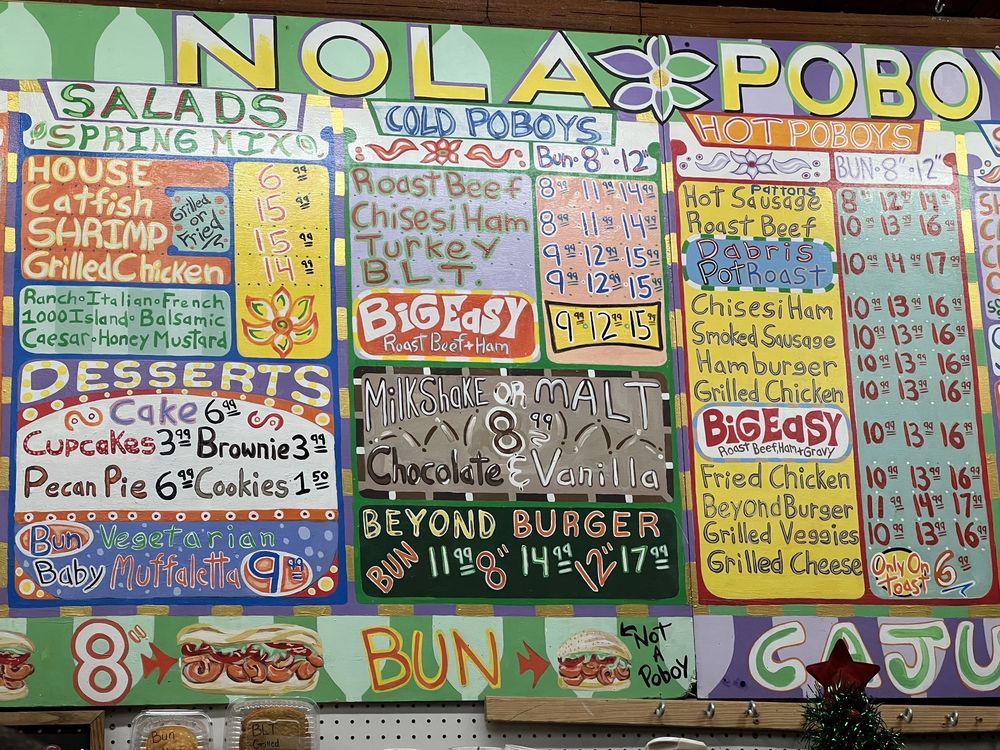 NOLA POBOY
SALADS
SPRING MIX
HOUSE 6 99
Catfish 15 99
SHRIMP 15 99
Grilled Chicken 14 99
Grilled
or
Fried
Ranch • Italian • French
1000 Island • Balsamic
Caesar • Honey Mustard
DESSERTS
Cake 6 99
Cupcakes 3 99 Brownie 3 99
Pecan Pie 6 99 Cookies 1 50
Bun Vegetarian
Baby Muffaletta 9 99
COLD POBOYS
Bun • 8" • 12"
Roast Beef 8 99 11 99 14 99
Chisesi Ham 8 99 11 99 14 99
Turkey 9 99 12 99 15 99
B.L.T. 9 99 12 99 15 99
BIG EASY 9 99 12 99 15 99
Roast Beef + Ham
MilkShake OR MALT
8 99
Chocolate & Vanilla
BEYOND BURGER
BUN 11 99 8" 14 99 12" 17 99
HOT POBOYS
BUN • 8" • 12"
Hot Pattons Sausage 8 99 12 99 14 99
Roast Beef 10 99 13 99 16 99
Dabris
Pot Roast 10 99 14 99 17 99
Chisesi Ham 10 99 13 99 16 99
Smoked Sausage 10 99 13 99 16 99
Hamburger 10 99 13 99 16 99
Grilled Chicken 10 99 13 99 16 99
BIG EASY 10 99 13 99 16 99
Roast Beef, Ham + Gravy
Fried Chicken 10 99 13 99 16 99
Beyond Burger 11 99 14 99 17 99
Grilled Veggies 10 99 13 99 16 99
Grilled Cheese Only On Toast 6 99
8" BUN
Not
A
Poboy
CAJU
Bun
BLT
Grilled